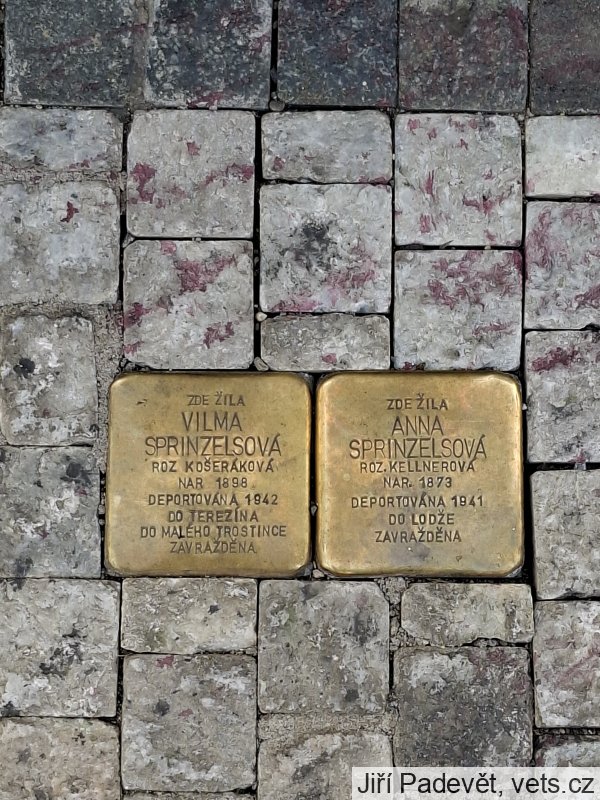 ZDE ŽILA
VILMA
SPRINZELSOVÁ
ROZ KOŠERÁKOVÁ
NAR 1898
DEPORTOVÁNA 1942
DO TEREZÍNA
DO MALÉHO TROSTINCE
ZAVRAŽDĚNA
ZDE ŽILA
ANNA
SPRINZELSOVÁ
ROZ. KELLNEROVÁ
NAR. 1873
DEPORTOVÁNA 1941
DO LODŽE
ZAVRAŽDĚNA
Jiří Padevět, vets.cz